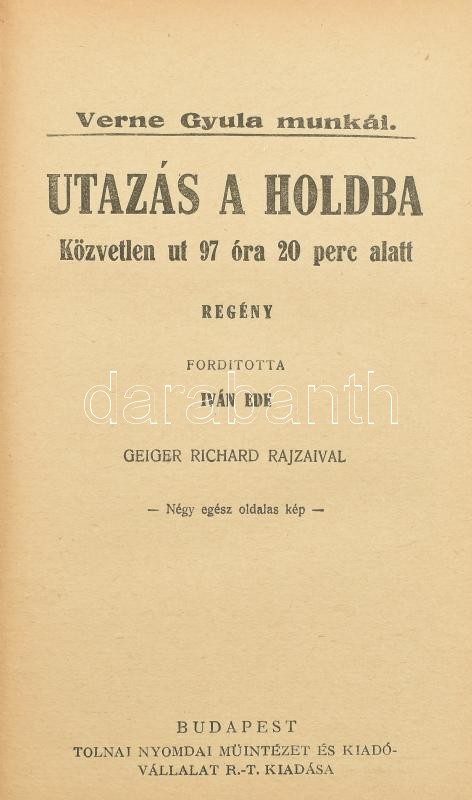 Verne Gyula munkái.
UTAZÁS A HOLDBA
Közvetlen ut 97 óra 20 perc alatt
REGÉNY
FORDITOTTA
IVÁN EDE
darabanth
GEIGER RICHARD RAJZAIVAL
— Négy egész oldalas kép —
BUDAPEST
TOLNAI NYOMDAI MÜINTÉZET ÉS KIADÓ-
VÁLLALAT R.-T. KIADÁSA